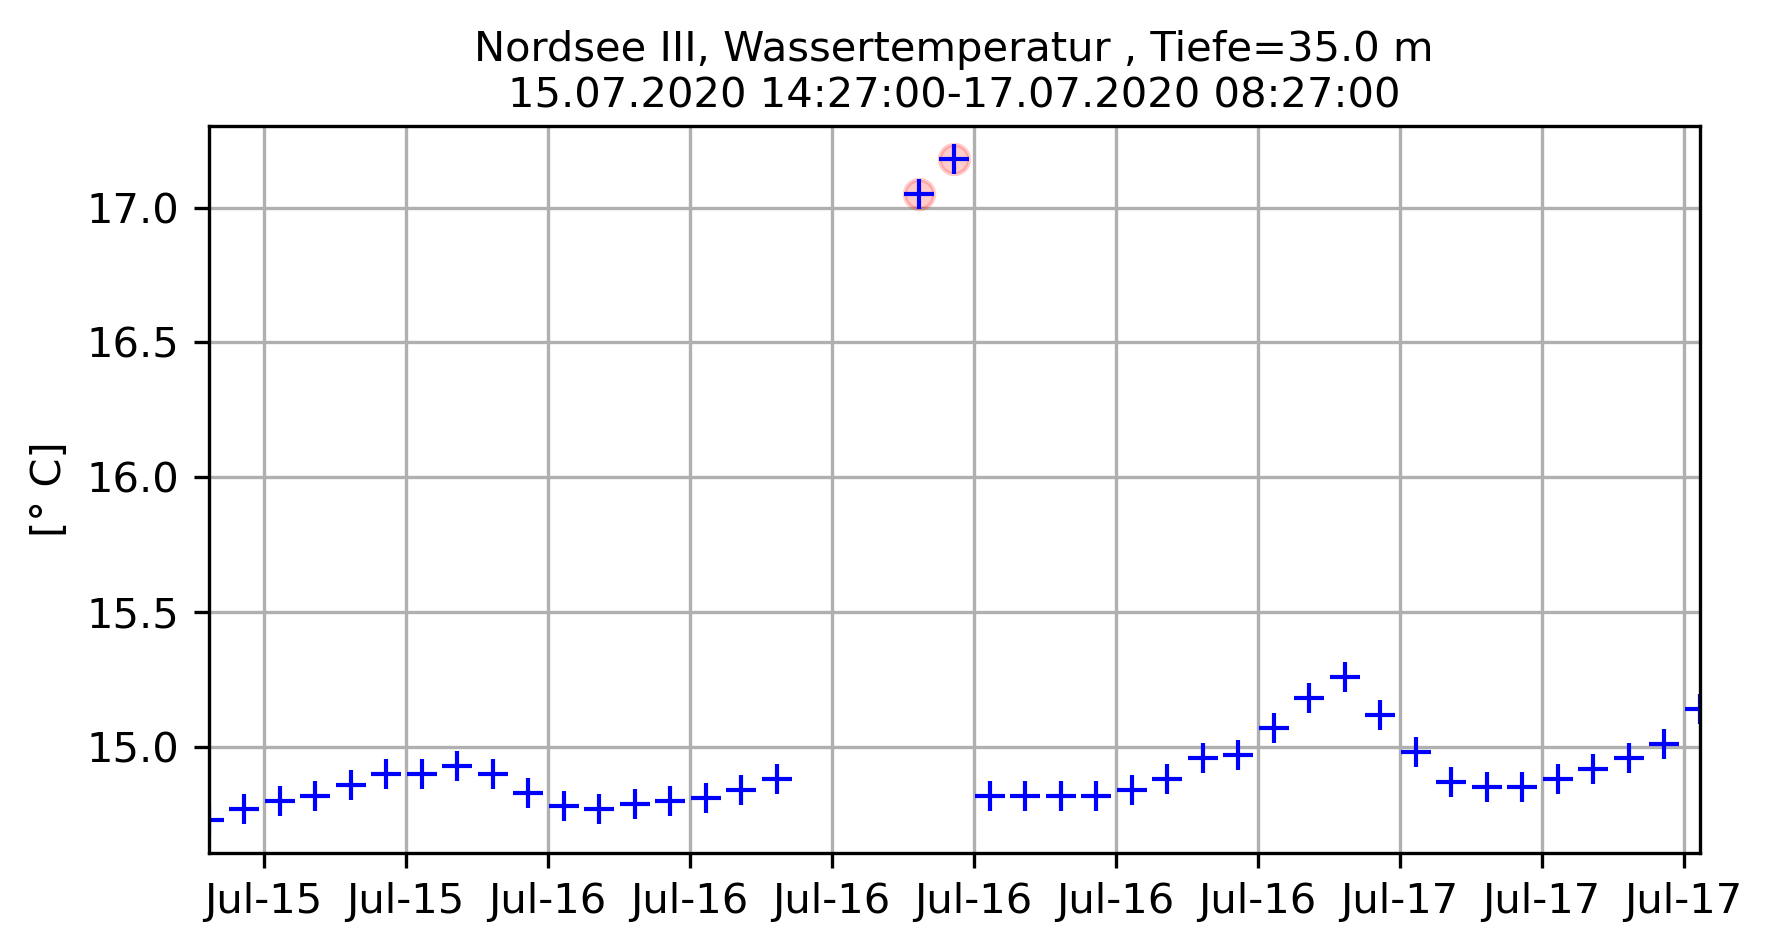 Nordsee III, Wassertemperatur , Tiefe=35.0 m
15.07.2020 14:27:00-17.07.2020 08:27:00
17.0
16.5
16.0
15.5
15.0
[° C]
Jul-15 Jul-15 Jul-16 Jul-16 Jul-16 Jul-16 Jul-16 Jul-16 Jul-17 Jul-17 Jul-17